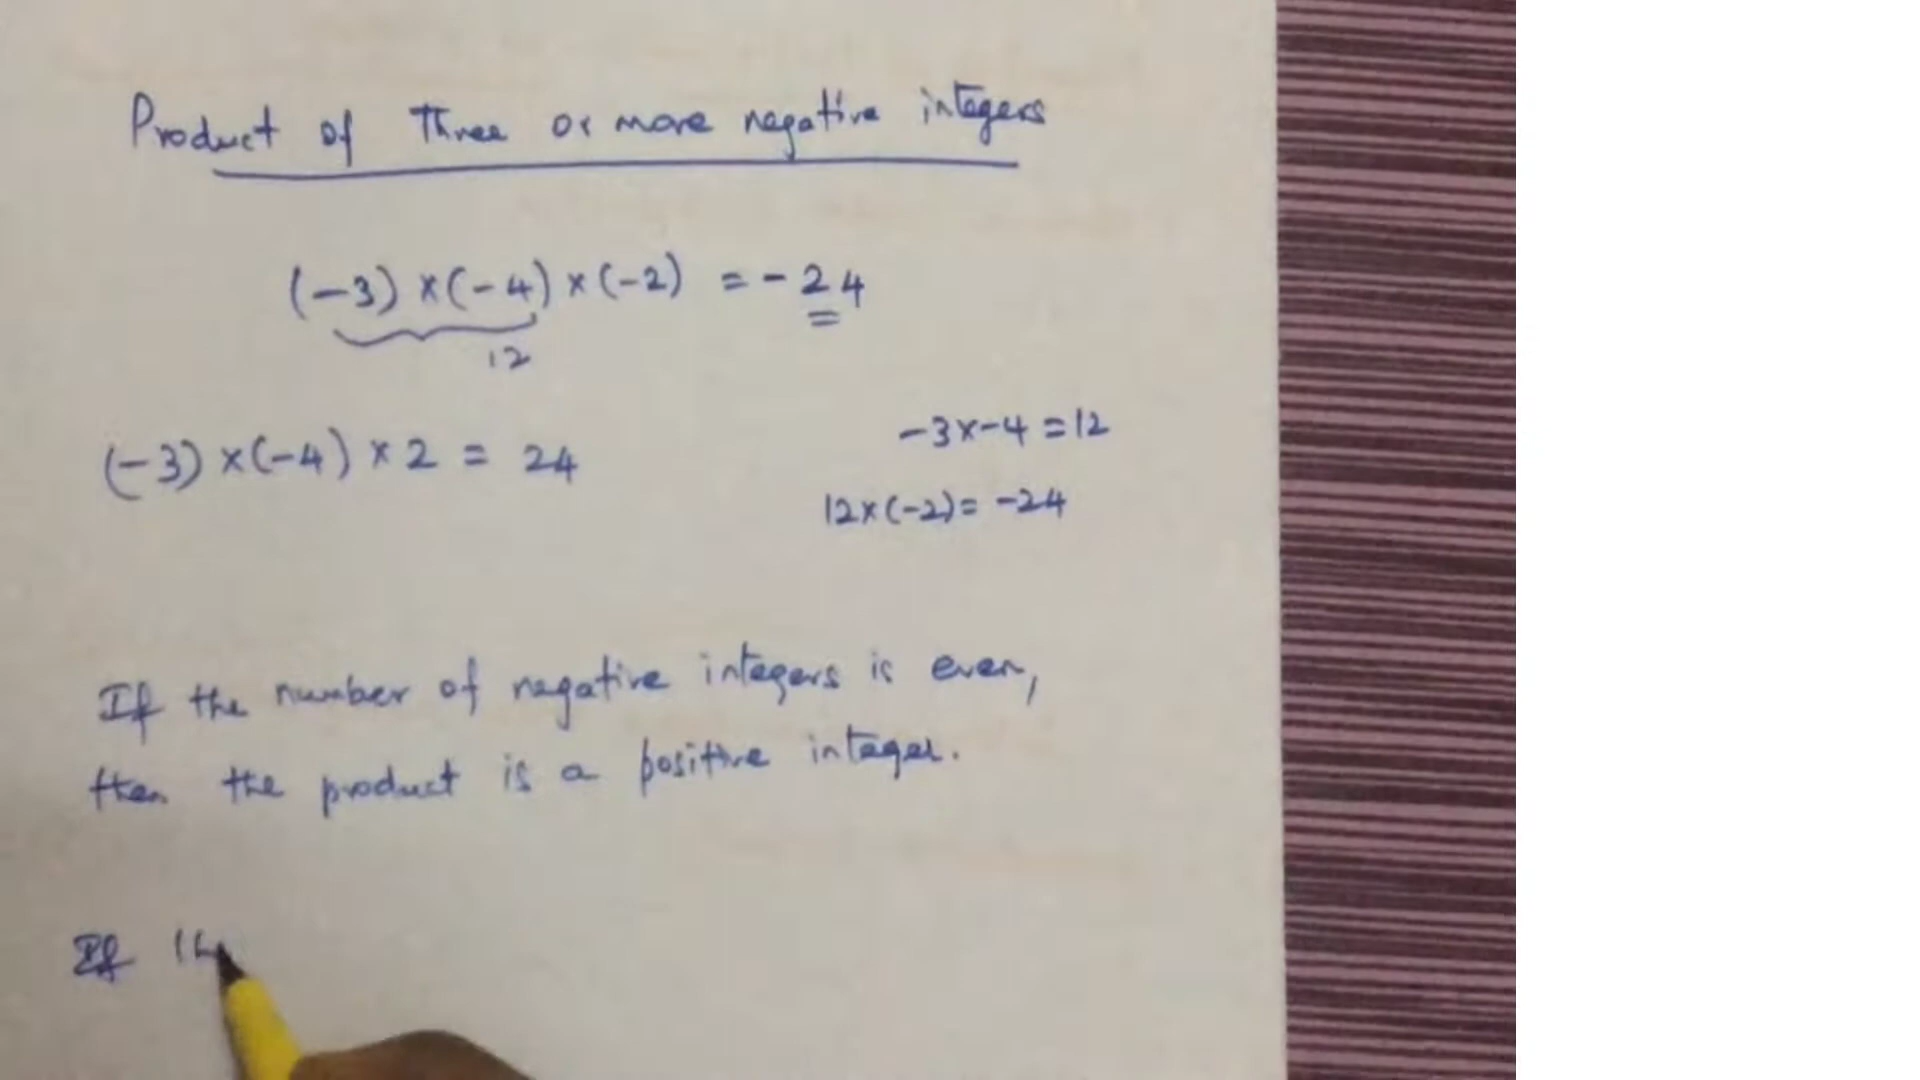 Product of Three or more negative integers
(-3) ×(-4) ×(-2) = -24
12
(-3) ×(-4) × 2 = 24
-3×-4 = 12
12×(-2)= -24
If the number of negative integers is even,
then the product is a positive integer.
If